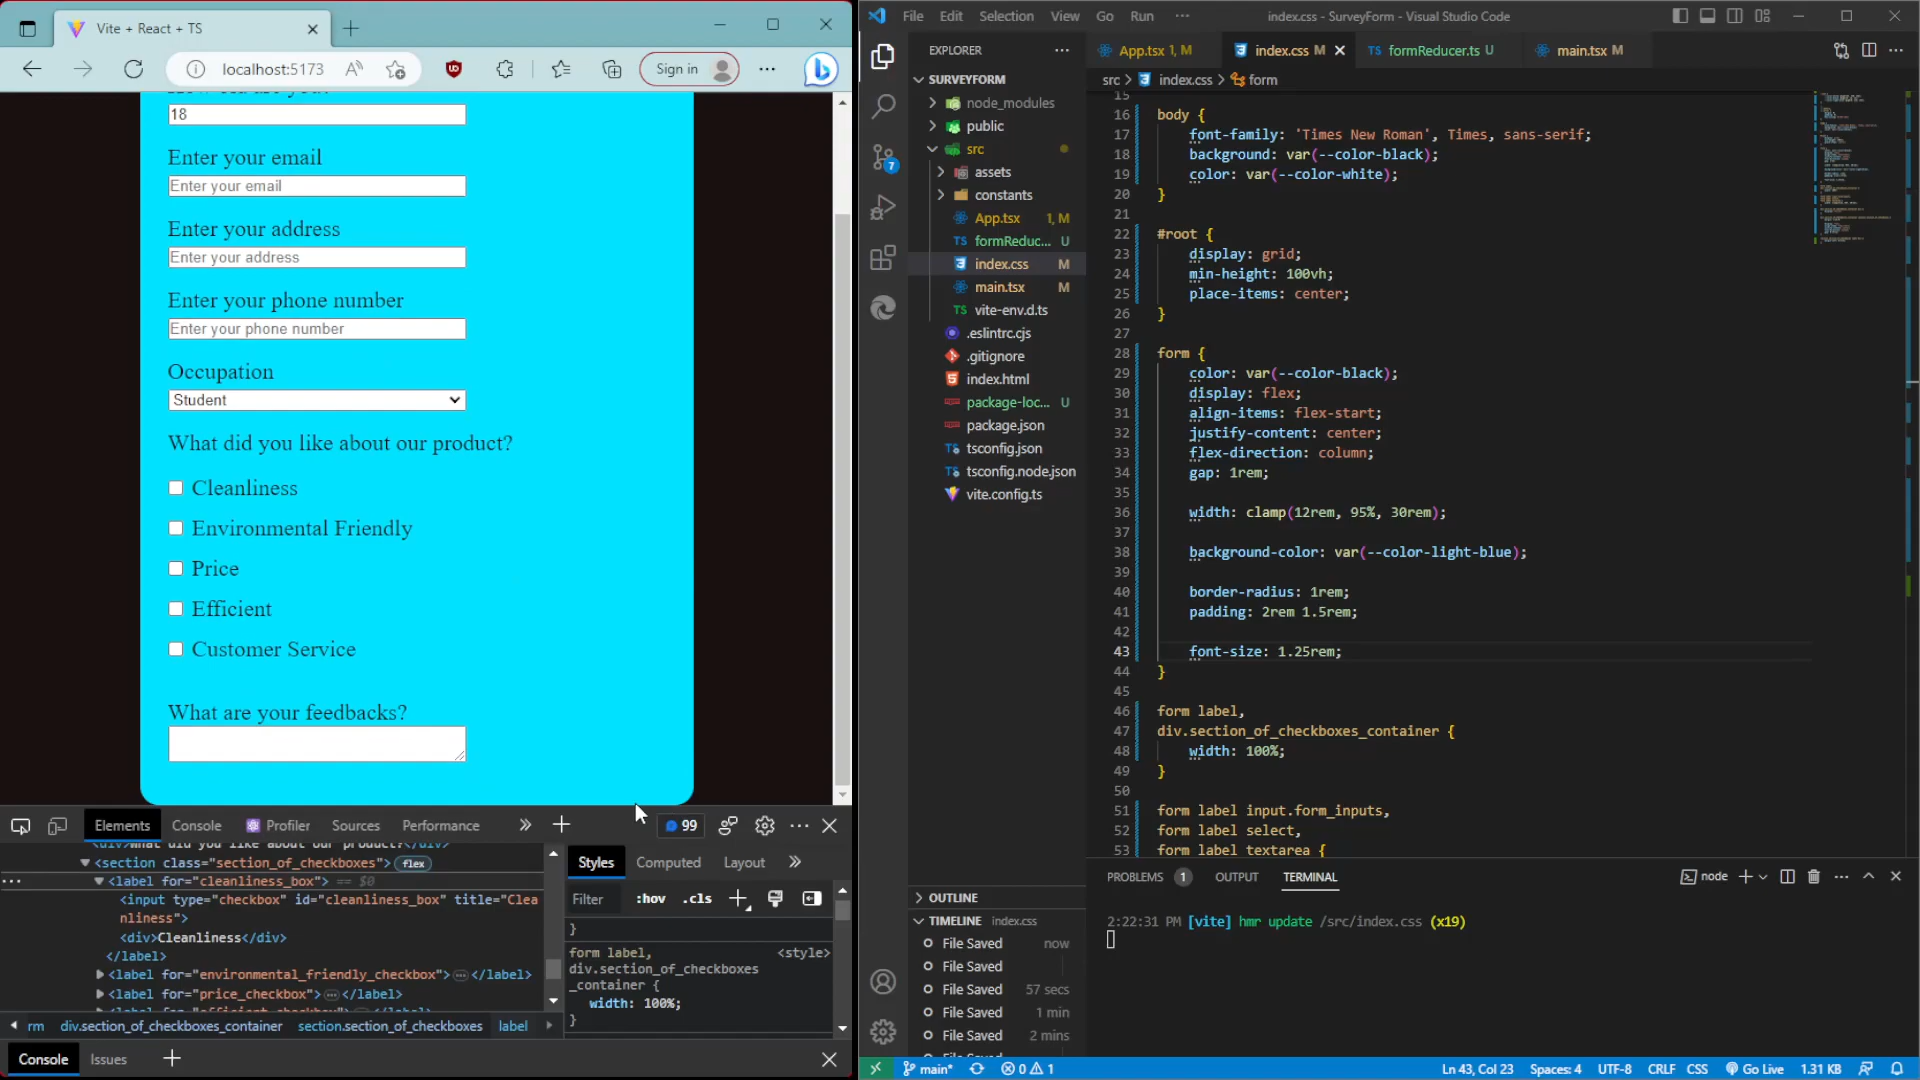 Vite + React + TS
localhost:5173
Sign in
18
Enter your email
Enter your email
Enter your address
Enter your address
Enter your phone number
Enter your phone number
Occupation
Student
What did you like about our product?
Cleanliness
Environmental Friendly
Price
Efficient
Customer Service
What are your feedbacks?
Elements Console Profiler Sources Performance 99
<div>What did you like about our product?</div>
<section class="section_of_checkboxes"> flex
<label for="cleanliness_box"> == $0
<input type="checkbox" id="cleanliness_box" title="Clea
nliness">
<div>Cleanliness</div>
</label>
<label for="environmental_friendly_checkbox"> </label>
<label for="price_checkbox"> </label>
rm div.section_of_checkboxes_container section.section_of_checkboxes label
Styles Computed Layout
Filter :hov .cls
}
form label, <style>
div.section_of_checkboxes
_container {
width: 100%;
}
Console Issues
File Edit Selection View Go Run index.css - SurveyForm - Visual Studio Code
EXPLORER
SURVEYFORM
node_modules
public
src
assets
constants
App.tsx 1, M
formReduc... U
index.css M
main.tsx M
vite-env.d.ts
.eslintrc.cjs
.gitignore
index.html
package-loc... U
package.json
tsconfig.json
tsconfig.node.json
vite.config.ts
7
OUTLINE
TIMELINE index.css
File Saved now
File Saved
File Saved 57 secs
File Saved 1 min
File Saved 2 mins
App.tsx 1, M index.css M formReducer.ts U main.tsx M
src > index.css > form
15
16 body {
17 font-family: 'Times New Roman', Times, sans-serif;
18 background: var(--color-black);
19 color: var(--color-white);
20 }
21
22 #root {
23 display: grid;
24 min-height: 100vh;
25 place-items: center;
26 }
27
28 form {
29 color: var(--color-black);
30 display: flex;
31 align-items: flex-start;
32 justify-content: center;
33 flex-direction: column;
34 gap: 1rem;
35
36 width: clamp(12rem, 95%, 30rem);
37
38 background-color: var(--color-light-blue);
39
40 border-radius: 1rem;
41 padding: 2rem 1.5rem;
42
43 font-size: 1.25rem;
44 }
45
46 form label,
47 div.section_of_checkboxes_container {
48 width: 100%;
49 }
50
51 form label input.form_inputs,
52 form label select,
53 form label textarea {
PROBLEMS 1 OUTPUT TERMINAL node
2:22:31 PM [vite] hmr update /src/index.css (x19)
main* 0 1 Ln 43, Col 23 Spaces: 4 UTF-8 CRLF CSS Go Live 1.31 KB